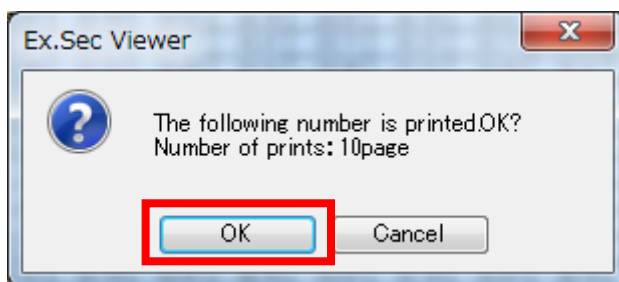 Ex.Sec Viewer
The following number is printed.OK?
Number of prints: 10page
OK
Cancel